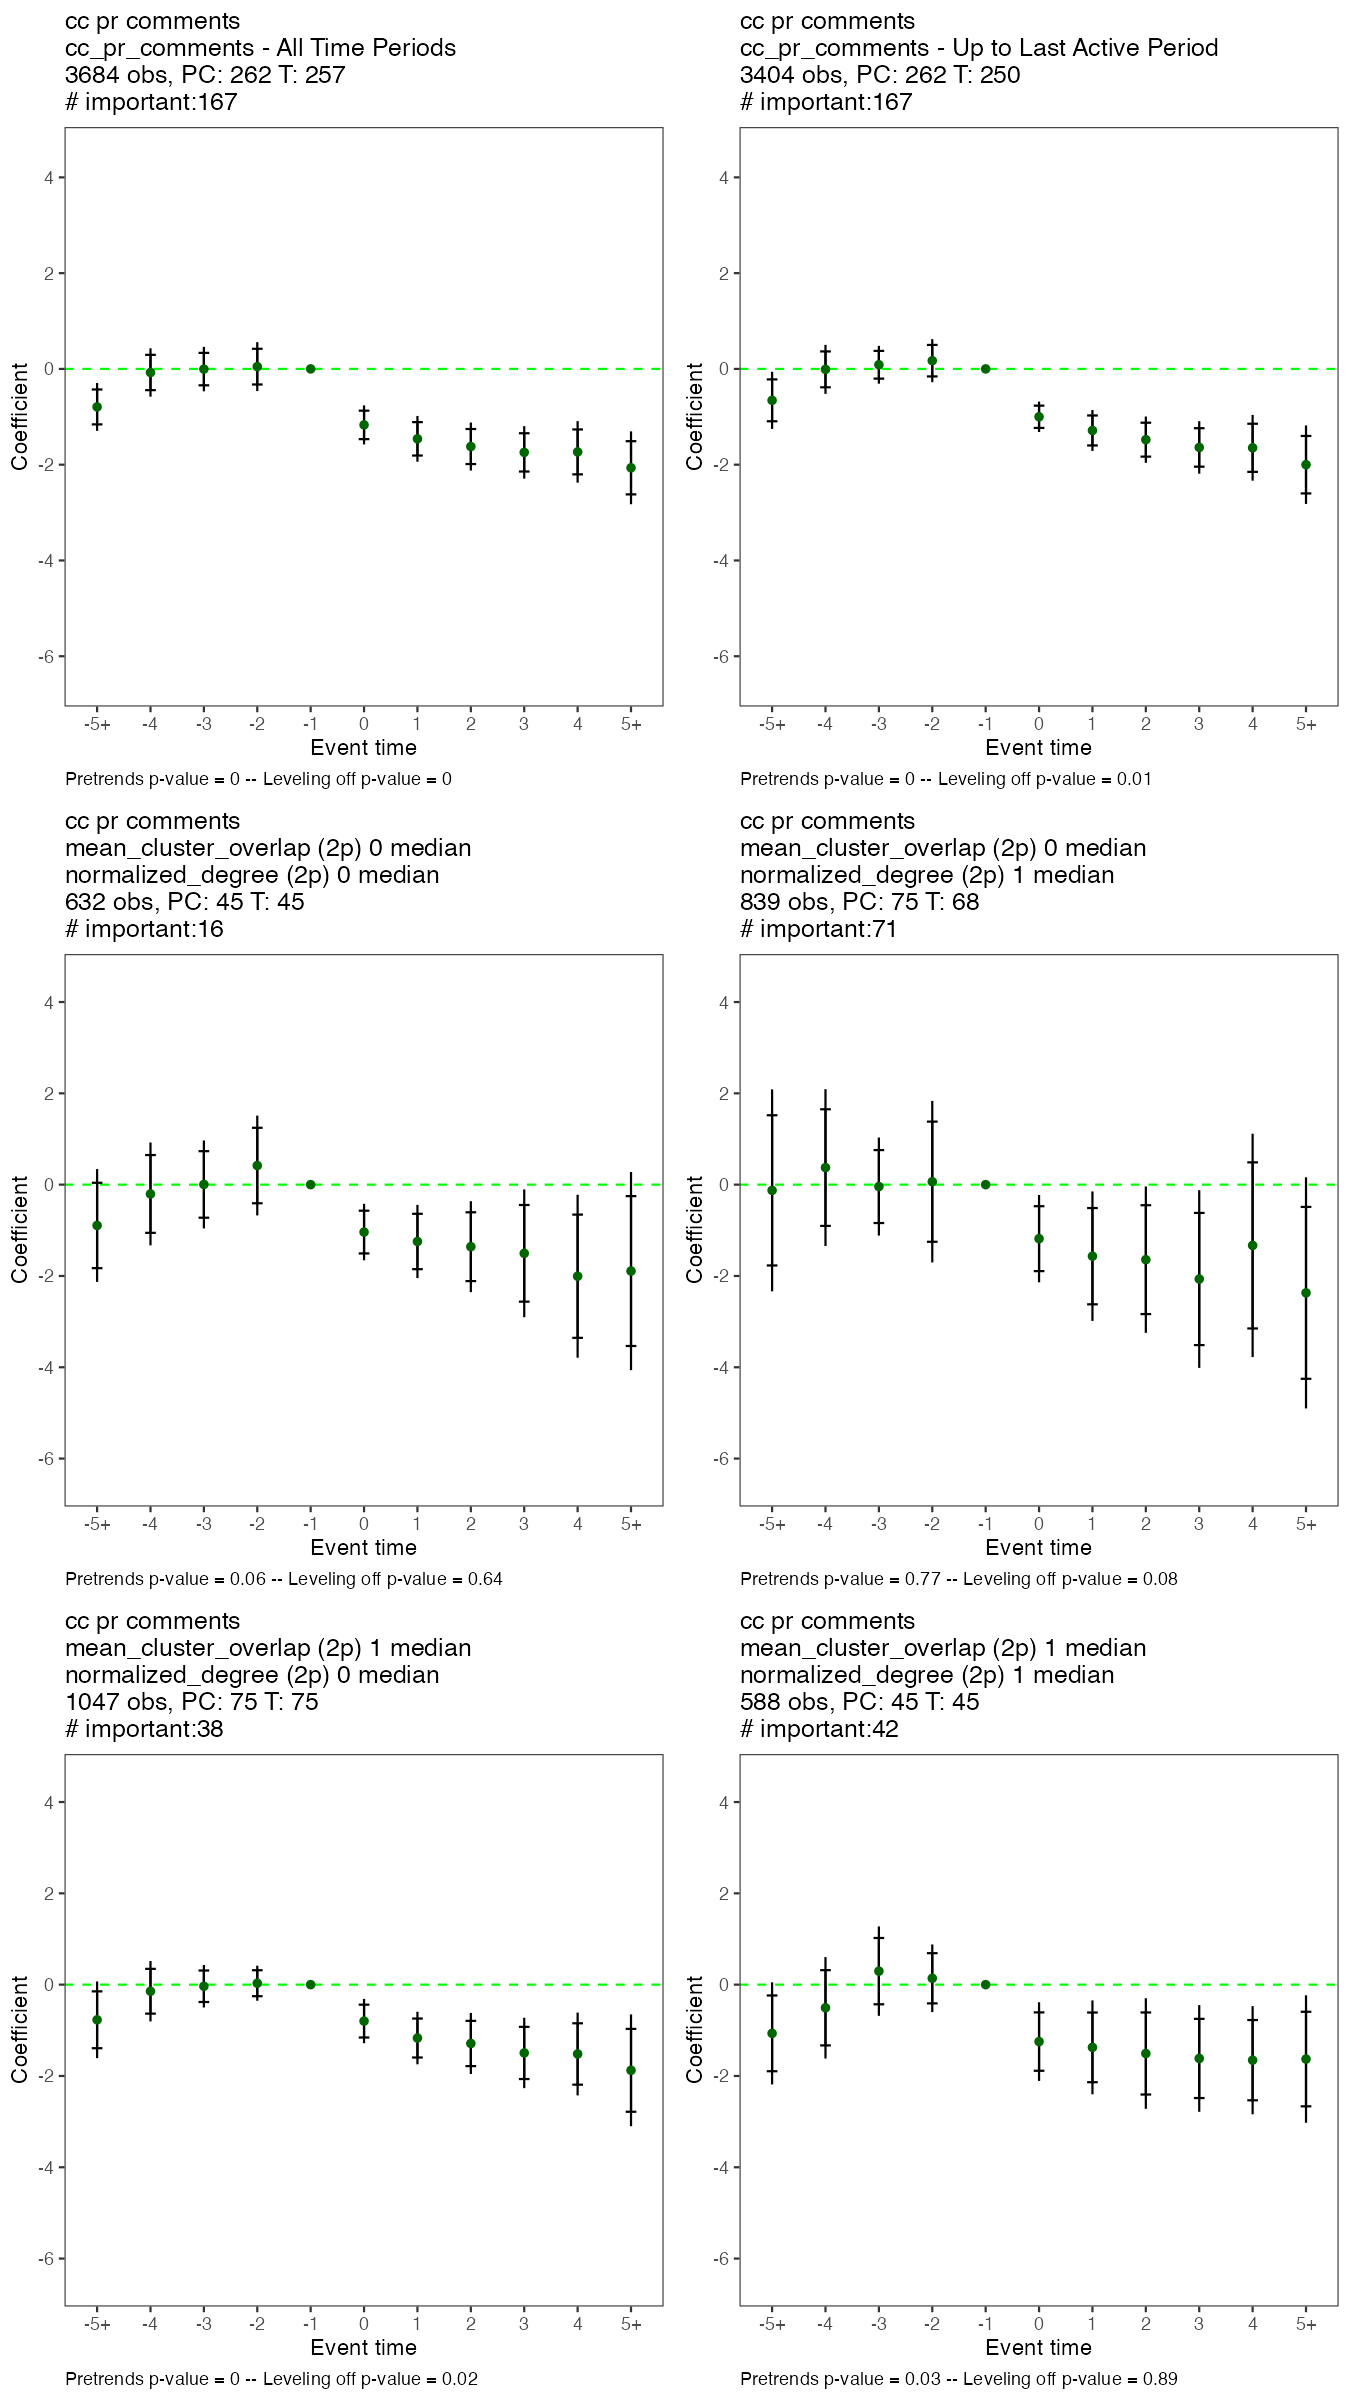 cc pr comments
cc_pr_comments - All Time Periods
3684 obs, PC: 262 T: 257
# important:167
4
2
0
-2
-4
-6
Coefficient
-5+ -4 -3 -2 -1 0 1 2 3 4 5+
Event time
Pretrends p-value = 0 -- Leveling off p-value = 0
cc pr comments
cc_pr_comments - Up to Last Active Period
3404 obs, PC: 262 T: 250
# important:167
4
2
0
-2
-4
-6
Coefficient
-5+ -4 -3 -2 -1 0 1 2 3 4 5+
Event time
Pretrends p-value = 0 -- Leveling off p-value = 0.01
cc pr comments
mean_cluster_overlap (2p) 0 median
normalized_degree (2p) 0 median
632 obs, PC: 45 T: 45
# important:16
4
2
0
-2
-4
-6
Coefficient
-5+ -4 -3 -2 -1 0 1 2 3 4 5+
Event time
Pretrends p-value = 0.06 -- Leveling off p-value = 0.64
cc pr comments
mean_cluster_overlap (2p) 0 median
normalized_degree (2p) 1 median
839 obs, PC: 75 T: 68
# important:71
4
2
0
-2
-4
-6
Coefficient
-5+ -4 -3 -2 -1 0 1 2 3 4 5+
Event time
Pretrends p-value = 0.77 -- Leveling off p-value = 0.08
cc pr comments
mean_cluster_overlap (2p) 1 median
normalized_degree (2p) 0 median
1047 obs, PC: 75 T: 75
# important:38
4
2
0
-2
-4
-6
Coefficient
-5+ -4 -3 -2 -1 0 1 2 3 4 5+
Event time
Pretrends p-value = 0 -- Leveling off p-value = 0.02
cc pr comments
mean_cluster_overlap (2p) 1 median
normalized_degree (2p) 1 median
588 obs, PC: 45 T: 45
# important:42
4
2
0
-2
-4
-6
Coefficient
-5+ -4 -3 -2 -1 0 1 2 3 4 5+
Event time
Pretrends p-value = 0.03 -- Leveling off p-value = 0.89